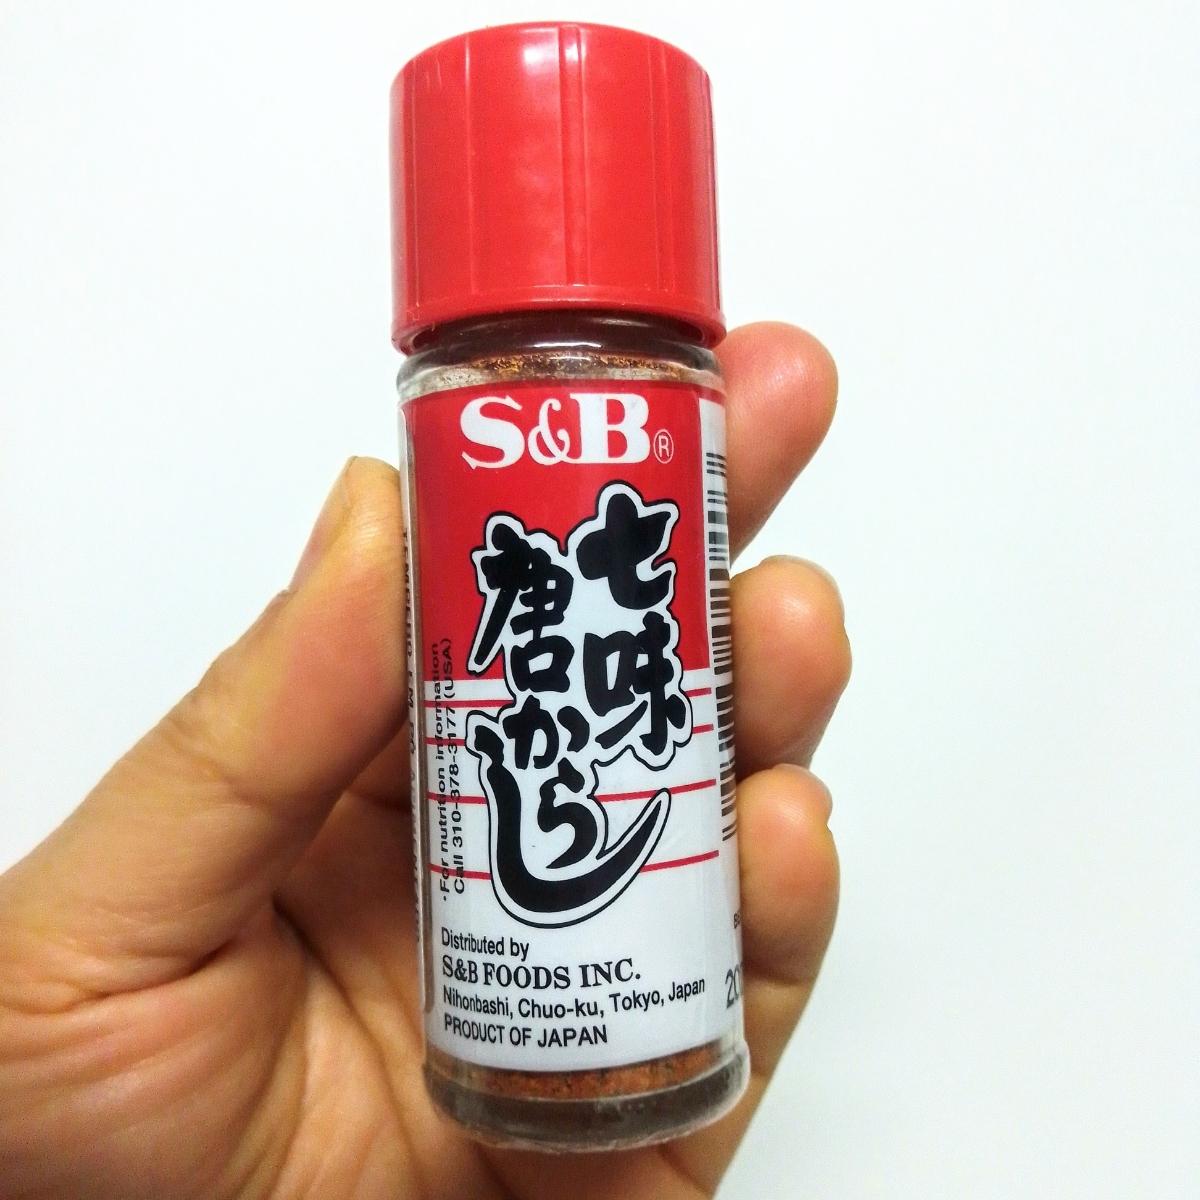 S&B®
七味
唐からし
·For nutrition information
Call 310-378-3177 (USA)
Distributed by
S&B FOODS INC.
Nihonbashi, Chuo-ku, Tokyo, Japan
PRODUCT OF JAPAN